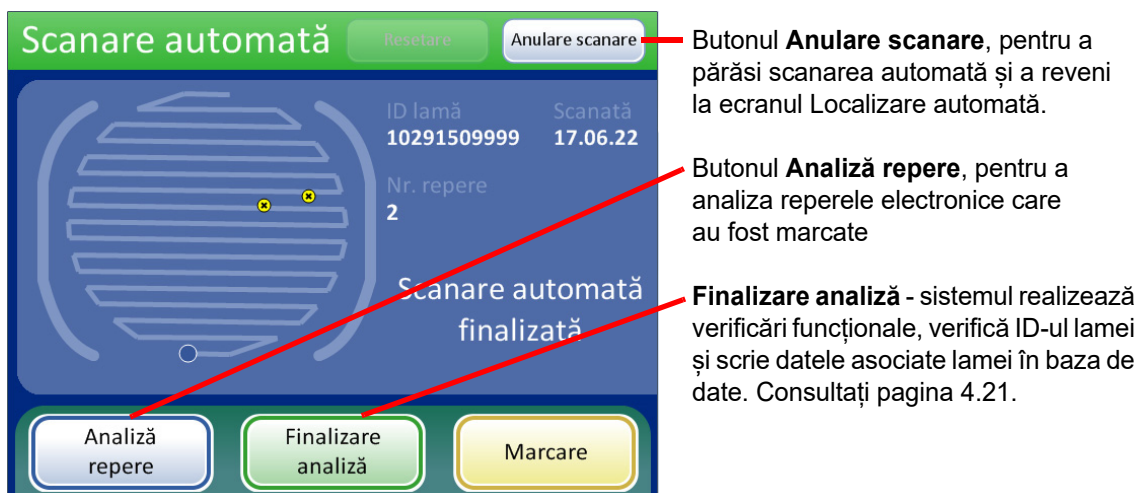 Scanare automată
Resetare
Anulare scanare
ID lamă
Scanată
10291509999
17.06.22
Nr. repere
2
Scanare automată
finalizată
Analiză
repere
Finalizare
analiză
Marcare
Butonul Anulare scanare, pentru a
părăsi scanarea automată și a reveni
la ecranul Localizare automată.
Butonul Analiză repere, pentru a
analiza reperele electronice care
au fost marcate
Finalizare analiză - sistemul realizează
verificări funcționale, verifică ID-ul lamei
și scrie datele asociate lamei în baza de
date. Consultați pagina 4.21.